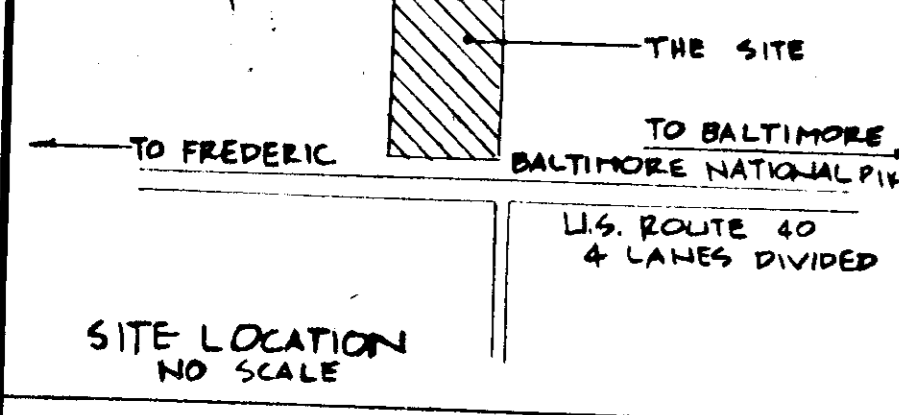 THE SITE
TO BALTIMORE
TO FREDERIC
BALTIMORE NATIONAL PIK
U.S. ROUTE 40
4 LANES DIVIDED
SITE LOCATION
NO SCALE